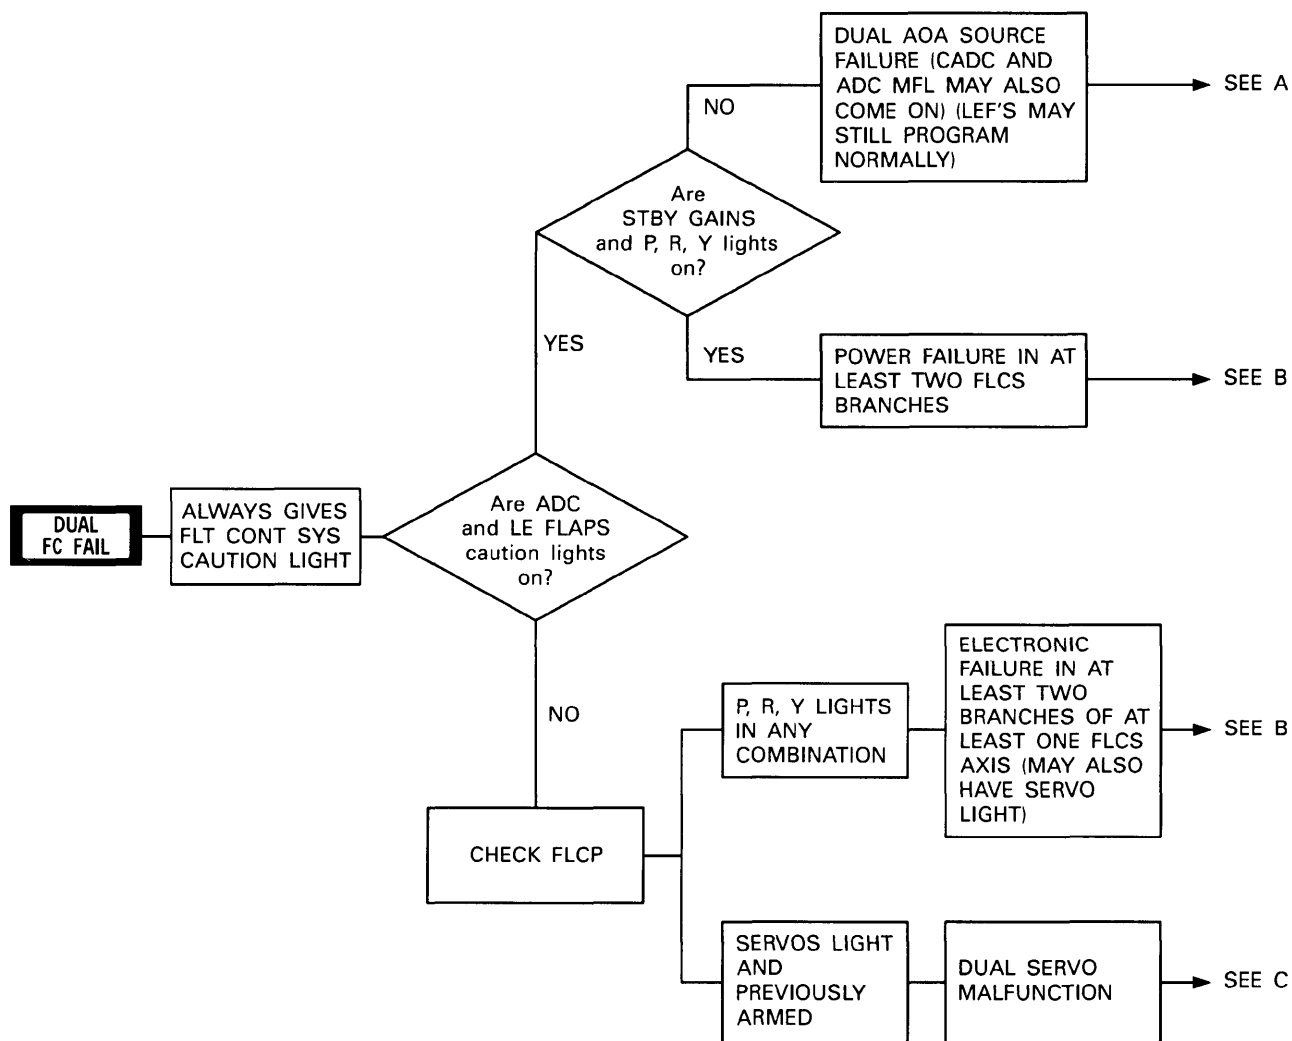 DUAL AOA SOURCE
FAILURE (CADC AND
ADC MFL MAY ALSO
COME ON) (LEF'S MAY
STILL PROGRAM
NORMALLY)
SEE A
NO
Are
STBY GAINS
and P, R, Y lights
on?
YES
YES
POWER FAILURE IN AT
LEAST TWO FLCS
BRANCHES
SEE B
DUAL
FC FAIL
ALWAYS GIVES
FLT CONT SYS
CAUTION LIGHT
Are ADC
and LE FLAPS
caution lights
on?
NO
CHECK FLCP
P, R, Y LIGHTS
IN ANY
COMBINATION
ELECTRONIC
FAILURE IN AT
LEAST TWO
BRANCHES OF AT
LEAST ONE FLCS
AXIS (MAY ALSO
HAVE SERVO
LIGHT)
SEE B
SERVOS LIGHT
AND
PREVIOUSLY
ARMED
DUAL SERVO
MALFUNCTION
SEE C